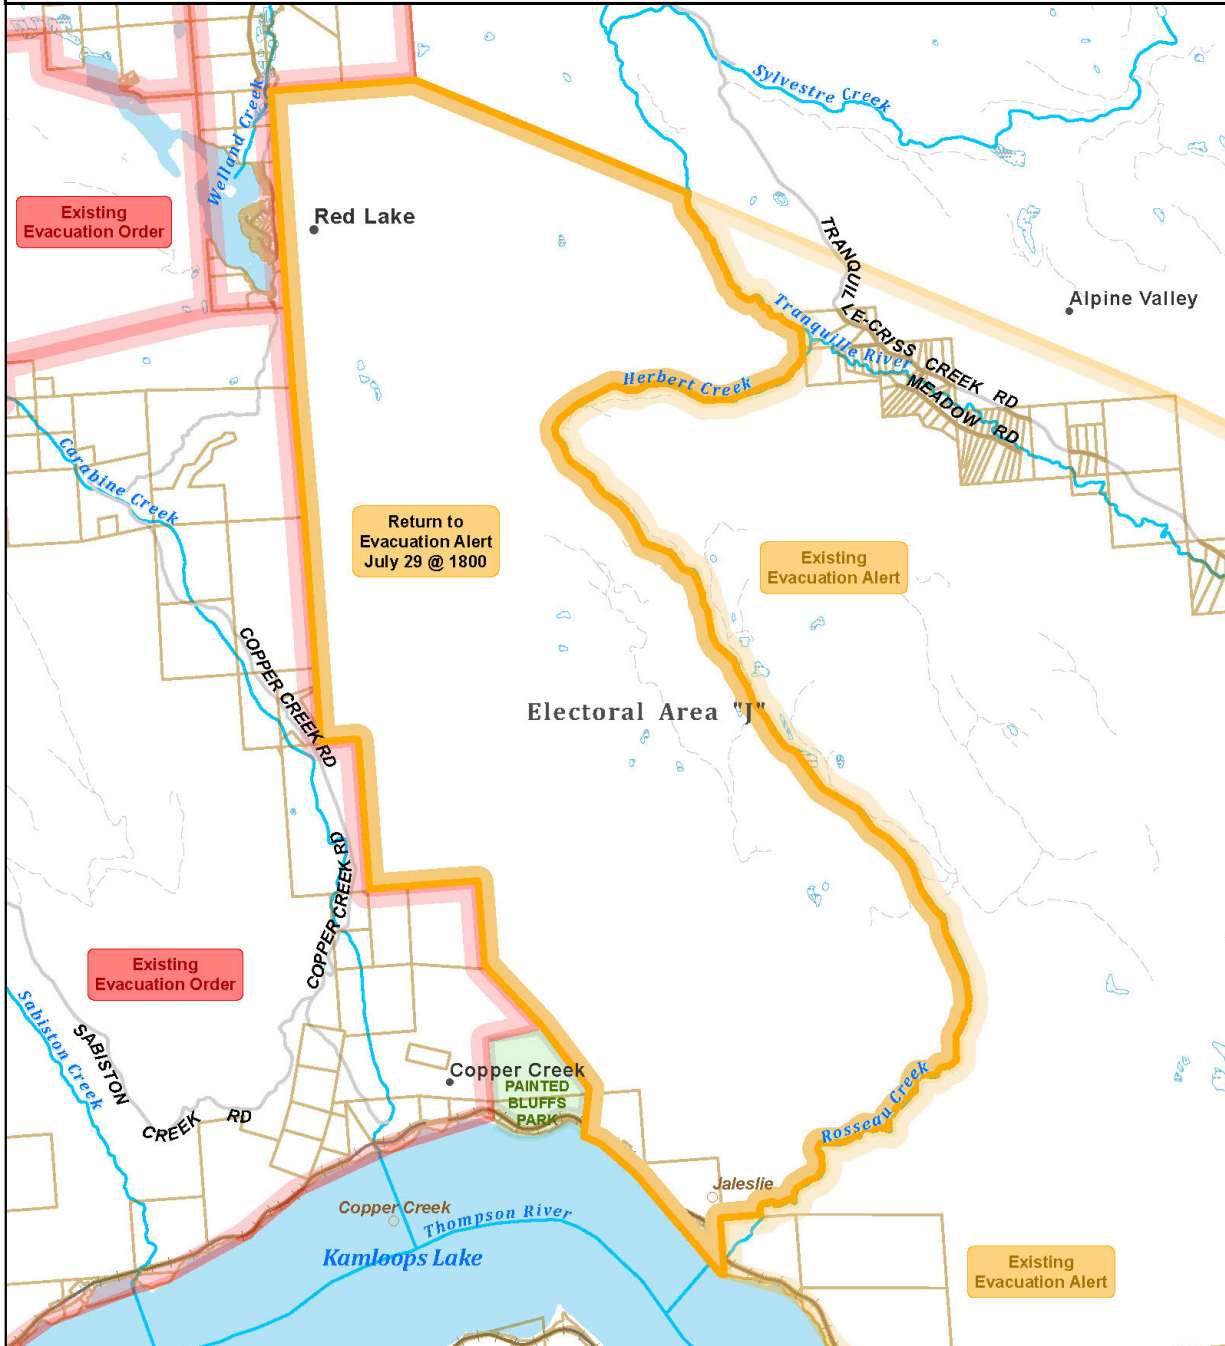 Sylvestre Creek
Welland Creek
Existing
Evacuation Order
Red Lake
TRANQUILLE-CRISS CREEK RD
Alpine Valley
Tranquille River
Herbert Creek
MEADOW RD
Carabine Creek
Return to
Evacuation Alert
July 29 @ 1800
Existing
Evacuation Alert
COPPER CREEK RD
Electoral Area "J"
COPPER CREEK RD
Existing
Evacuation Order
Sabiston Creek
SABISTON
CREEK RD
Copper Creek
PAINTED
BLUFFS
PARK
Rosseau Creek
Jaleslie
Copper Creek
Thompson River
Kamloops Lake
Existing
Evacuation Alert